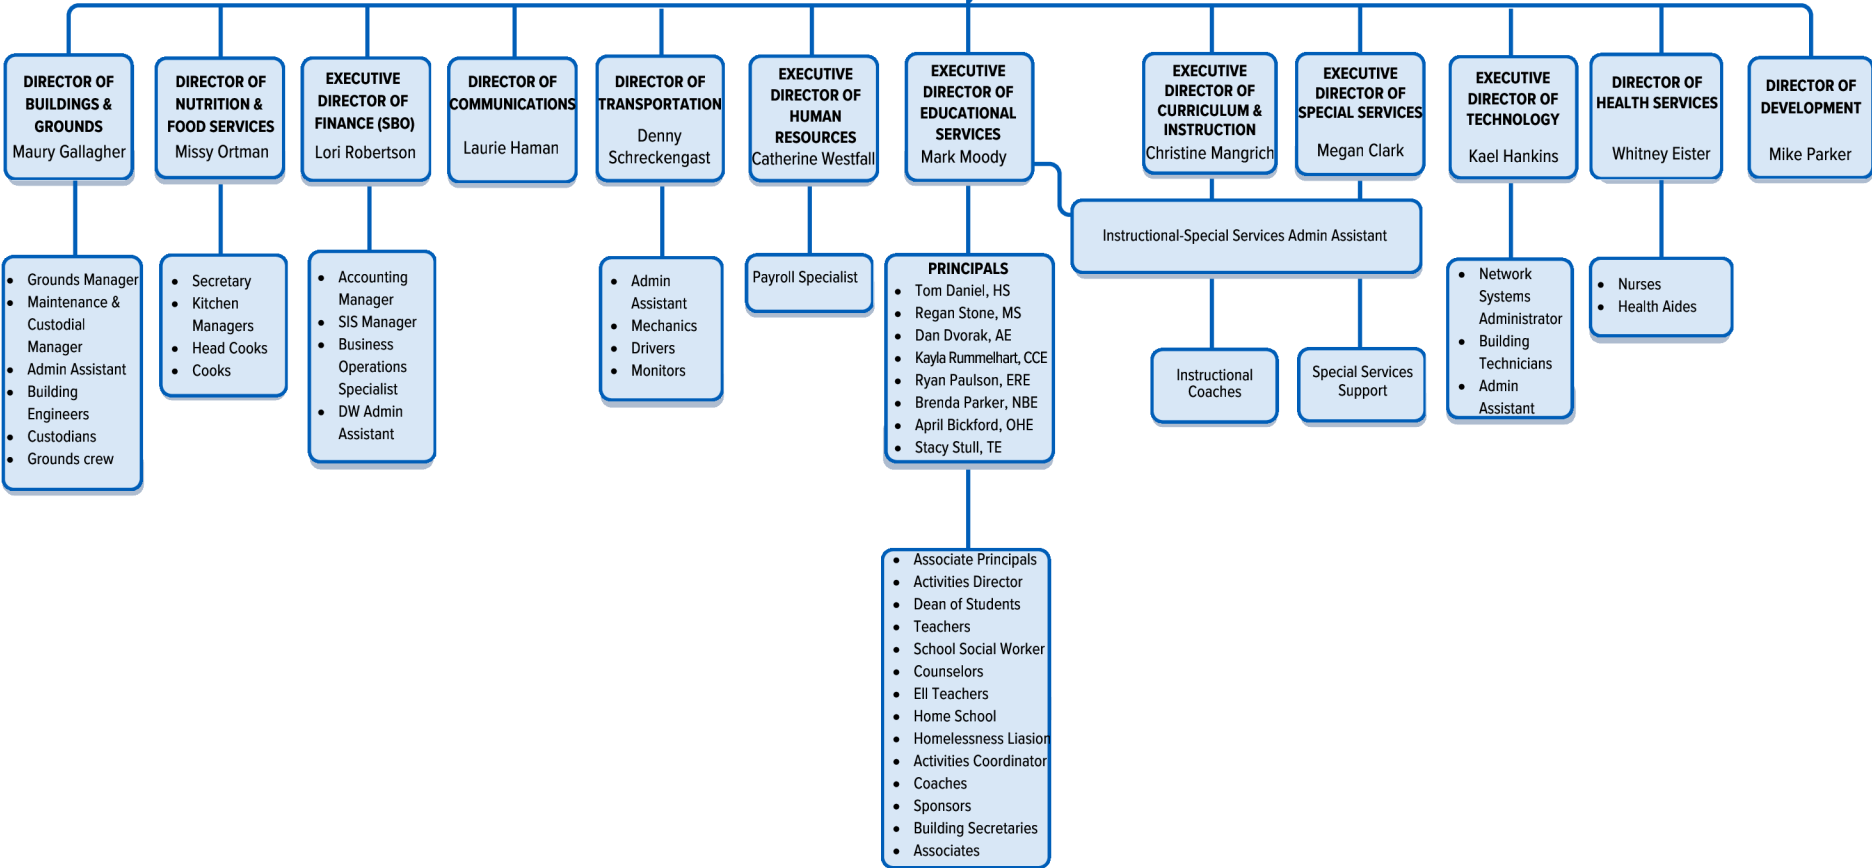 DIRECTOR OF
BUILDINGS &
GROUNDS
Maury Gallagher
DIRECTOR OF
NUTRITION &
FOOD SERVICES
Missy Ortman
EXECUTIVE
DIRECTOR OF
FINANCE (SBO)
Lori Robertson
DIRECTOR OF
COMMUNICATIONS
Laurie Haman
DIRECTOR OF
TRANSPORTATION
Denny
Schreckengast
EXECUTIVE
DIRECTOR OF
HUMAN
RESOURCES
Catherine Westfall
EXECUTIVE
DIRECTOR OF
EDUCATIONAL
SERVICES
Mark Moody
EXECUTIVE
DIRECTOR OF
CURRICULUM &
INSTRUCTION
Christine Mangrich
EXECUTIVE
DIRECTOR OF
SPECIAL SERVICES
Megan Clark
EXECUTIVE
DIRECTOR OF
TECHNOLOGY
Kael Hankins
DIRECTOR OF
HEALTH SERVICES
Whitney Eister
DIRECTOR OF
DEVELOPMENT
Mike Parker
Instructional-Special Services Admin Assistant
• Grounds Manager
• Maintenance &
Custodial
Manager
• Admin Assistant
• Building
Engineers
• Custodians
• Grounds crew
• Secretary
• Kitchen
Managers
• Head Cooks
• Cooks
• Accounting
Manager
• SIS Manager
• Business
Operations
Specialist
• DW Admin
Assistant
• Admin
Assistant
• Mechanics
• Drivers
• Monitors
Payroll Specialist
PRINCIPALS
• Tom Daniel, HS
• Regan Stone, MS
• Dan Dvorak, AE
• Kayla Rummelhart, CCE
• Ryan Paulson, ERE
• Brenda Parker, NBE
• April Bickford, OHE
• Stacy Stull, TE
Instructional
Coaches
Special Services
Support
• Network
Systems
Administrator
• Building
Technicians
• Admin
Assistant
• Nurses
• Health Aides
• Associate Principals
• Activities Director
• Dean of Students
• Teachers
• School Social Worker
• Counselors
• Ell Teachers
• Home School
• Homelessness Liasion
• Activities Coordinator
• Coaches
• Sponsors
• Building Secretaries
• Associates